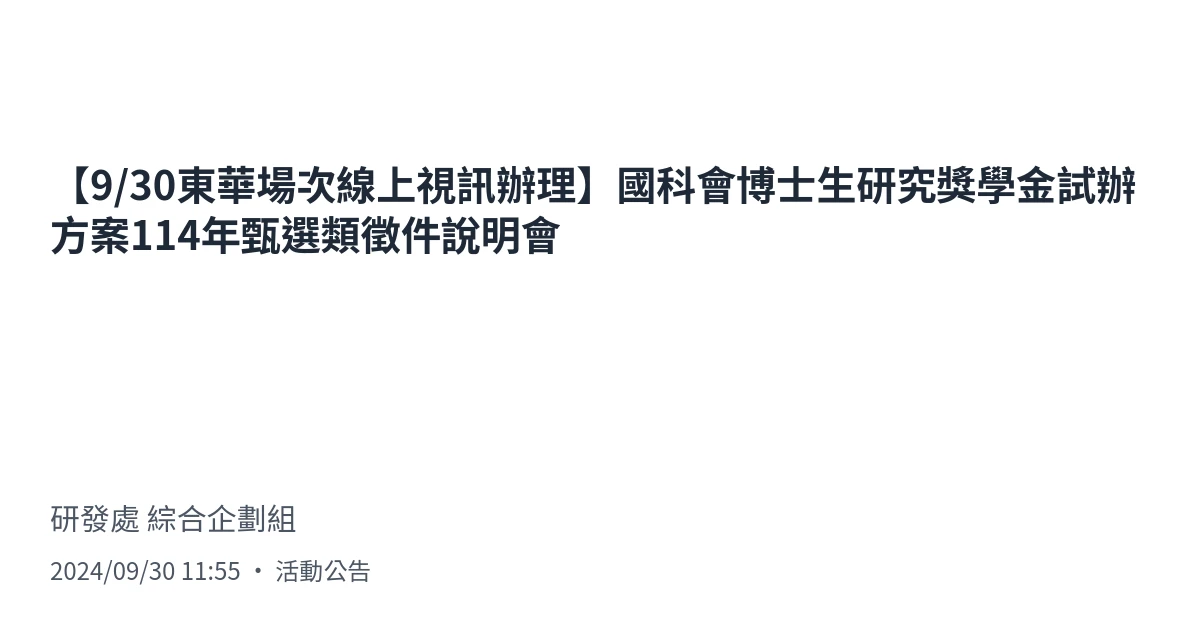 【9/30東華場次線上視訊辦理】國科會博士生研究獎學金試辦
方案114年甄選類徵件說明會
研發處 綜合企劃組
2024/09/30 11:55 ・ 活動公告